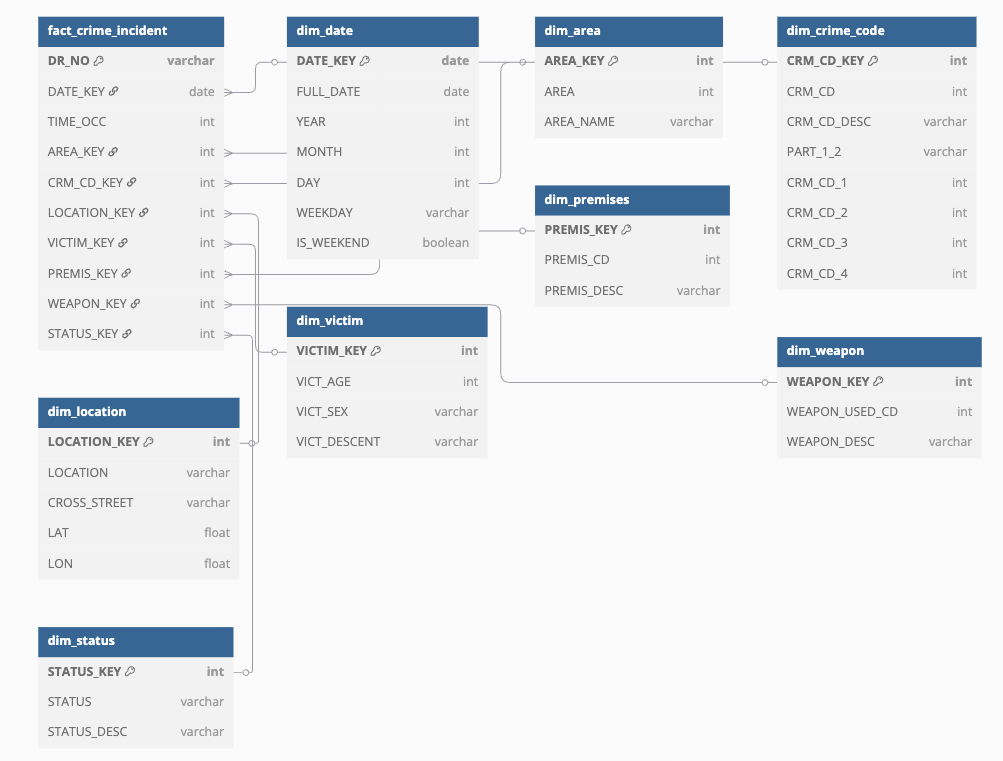 fact_crime_incident
DR_NO varchar
DATE_KEY date
TIME_OCC int
AREA_KEY int
CRM_CD_KEY int
LOCATION_KEY int
VICTIM_KEY int
PREMIS_KEY int
WEAPON_KEY int
STATUS_KEY int
dim_date
DATE_KEY date
FULL_DATE date
YEAR int
MONTH int
DAY int
WEEKDAY varchar
IS_WEEKEND boolean
dim_area
AREA_KEY int
AREA int
AREA_NAME varchar
dim_crime_code
CRM_CD_KEY int
CRM_CD int
CRM_CD_DESC varchar
PART_1_2 varchar
CRM_CD_1 int
CRM_CD_2 int
CRM_CD_3 int
CRM_CD_4 int
dim_premises
PREMIS_KEY int
PREMIS_CD int
PREMIS_DESC varchar
dim_victim
VICTIM_KEY int
VICT_AGE int
VICT_SEX varchar
VICT_DESCENT varchar
dim_weapon
WEAPON_KEY int
WEAPON_USED_CD int
WEAPON_DESC varchar
dim_location
LOCATION_KEY int
LOCATION varchar
CROSS_STREET varchar
LAT float
LON float
dim_status
STATUS_KEY int
STATUS varchar
STATUS_DESC varchar